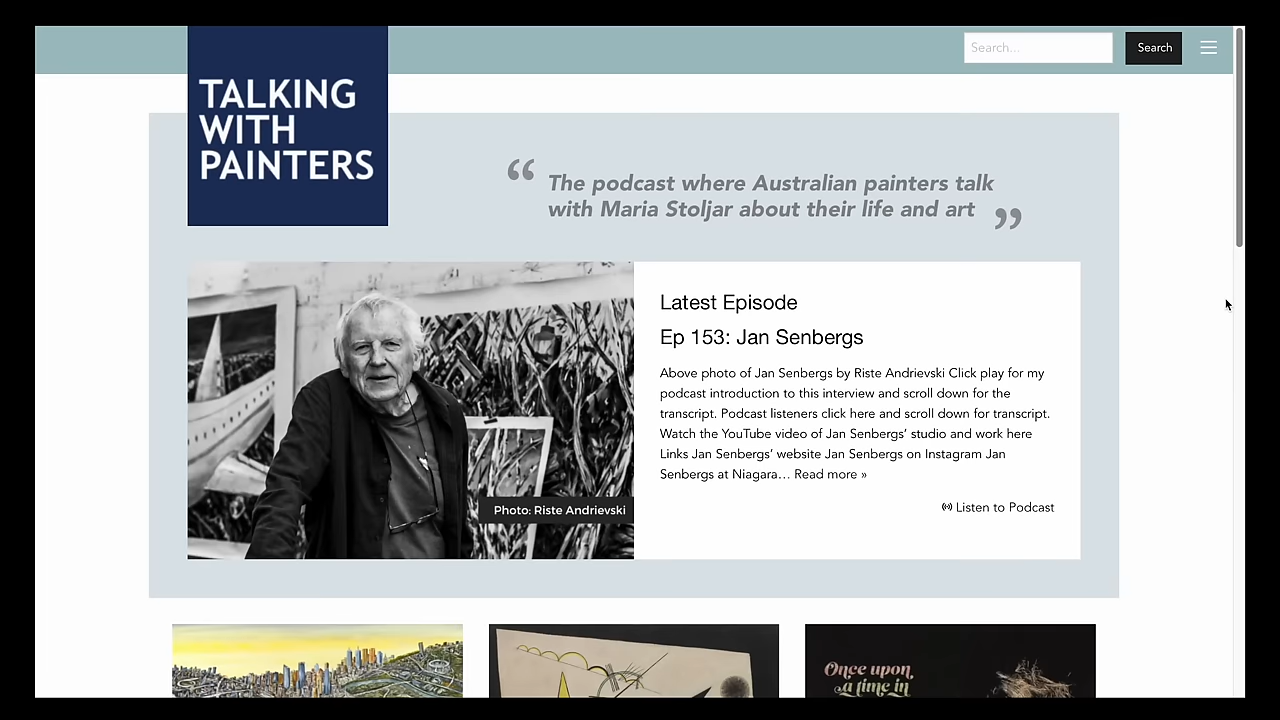 Search...
Search
TALKING
WITH
PAINTERS
“ The podcast where Australian painters talk
with Maria Stoljar about their life and art ”
Latest Episode
Ep 153: Jan Senbergs
Above photo of Jan Senbergs by Riste Andrievski Click play for my
podcast introduction to this interview and scroll down for the
transcript. Podcast listeners click here and scroll down for transcript.
Watch the YouTube video of Jan Senbergs’ studio and work here
Links Jan Senbergs’ website Jan Senbergs on Instagram Jan
Senbergs at Niagara… Read more »
Listen to Podcast
Photo: Riste Andrievski
Once upon
a time in